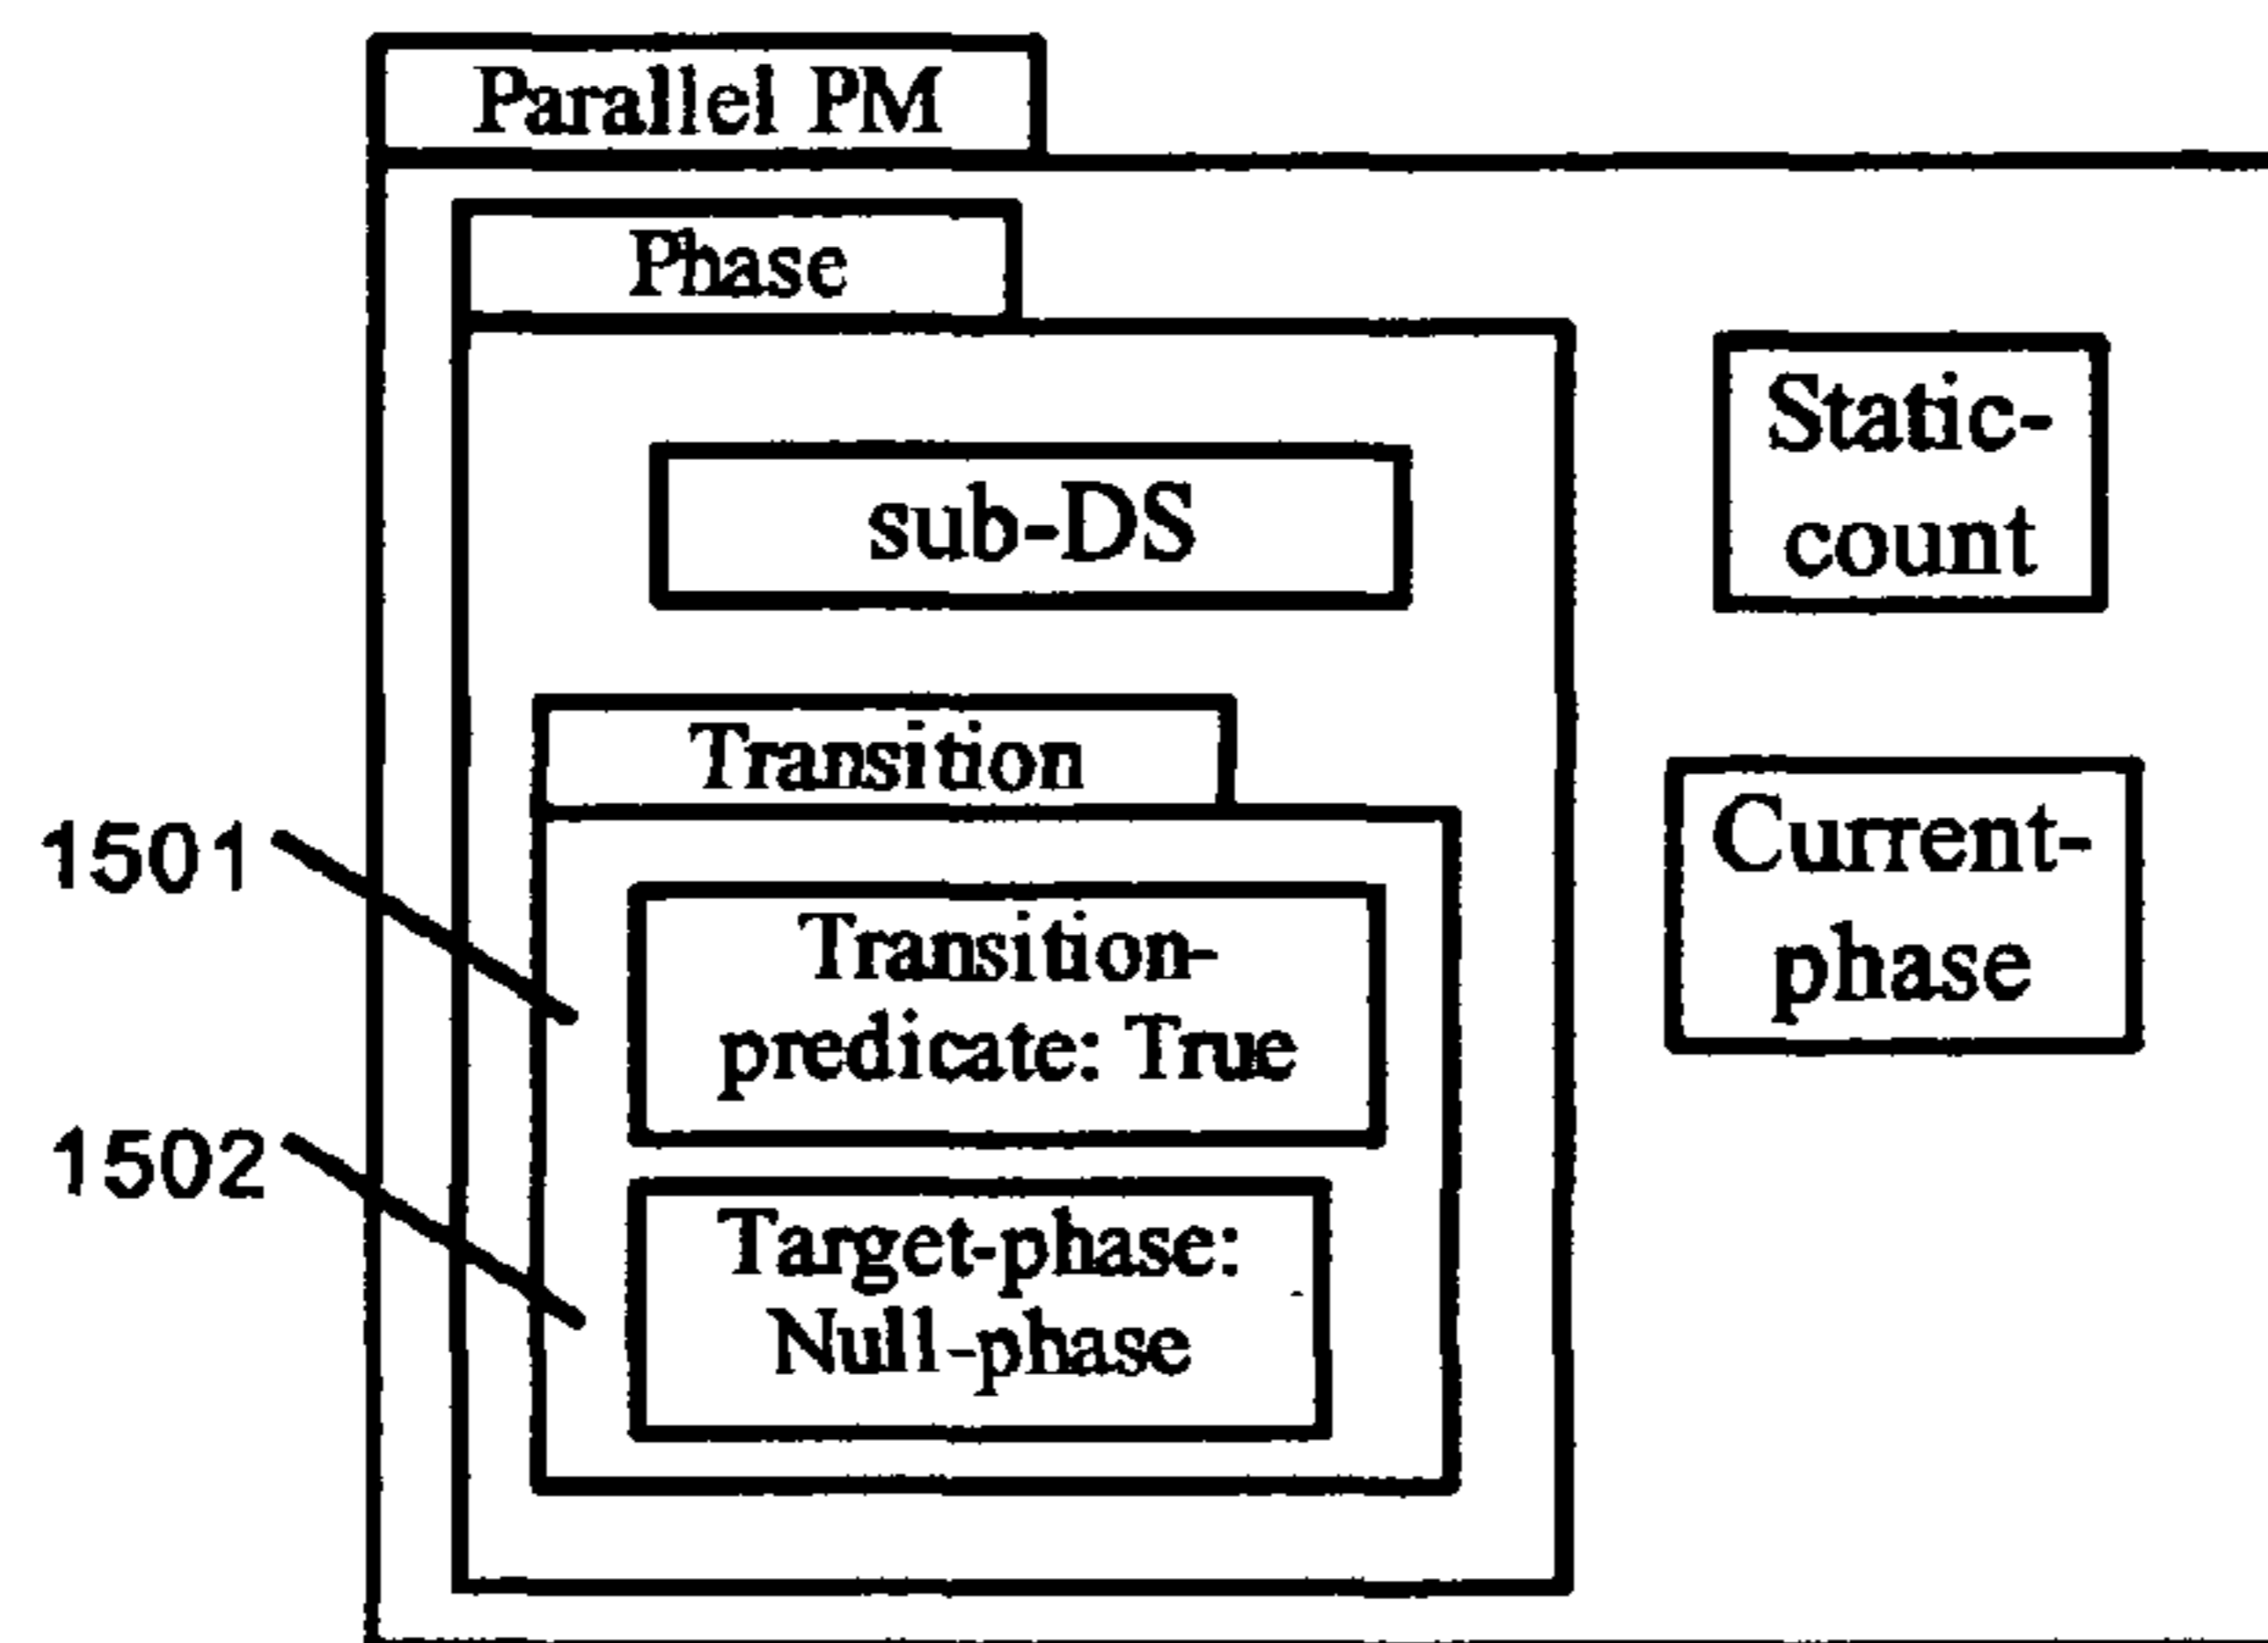 Parallel PM
Phase
sub-DS
Static-
count
Transition
Current-
phase
1501
Transition-
predicate: True
1502
Target-phase:
Null-phase